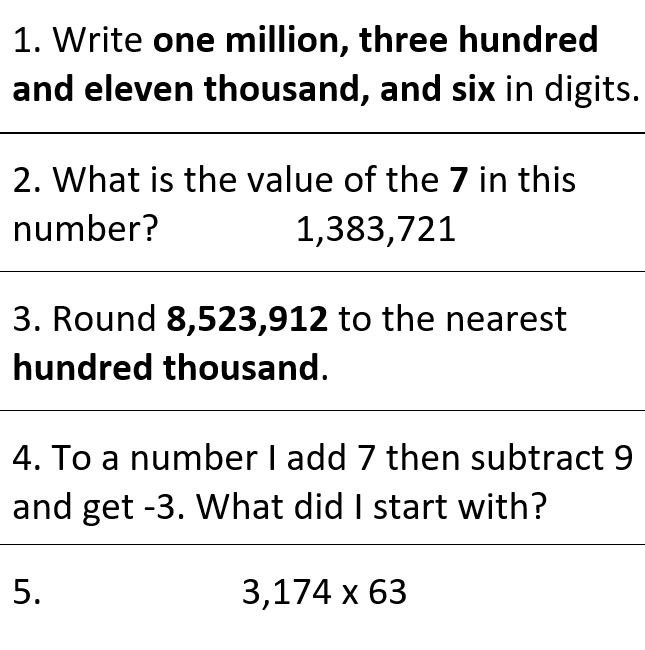 1. Write one million, three hundred
and eleven thousand, and six in digits.
2. What is the value of the 7 in this
number? 1,383,721
3. Round 8,523,912 to the nearest
hundred thousand.
4. To a number I add 7 then subtract 9
and get -3. What did I start with?
5. 3,174 x 63